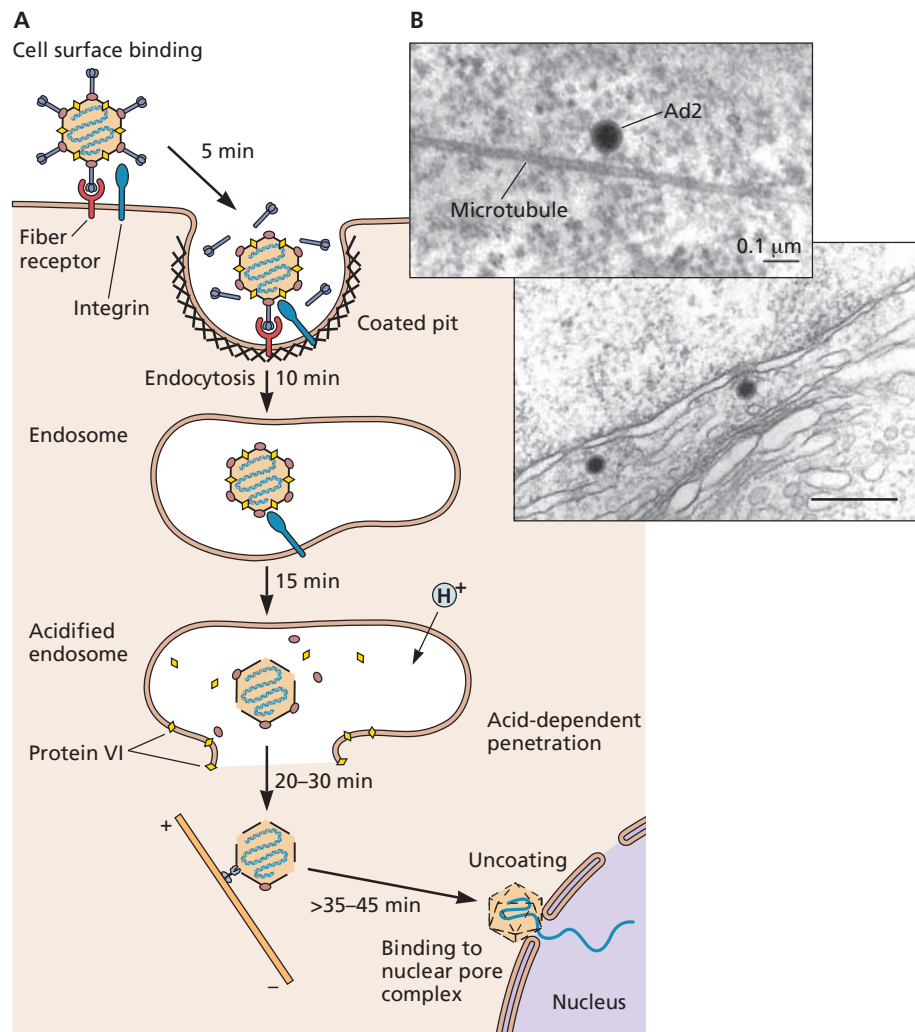 A
Cell surface binding
5 min
Fiber
receptor
Integrin
Coated pit
Endocytosis
10 min
Endosome
15 min
H+
Acidified
endosome
Acid-dependent
penetration
Protein VI
20–30 min
+
–
>35–45 min
Uncoating
Binding to
nuclear pore
complex
Nucleus
B
Ad2
Microtubule
0.1 μm